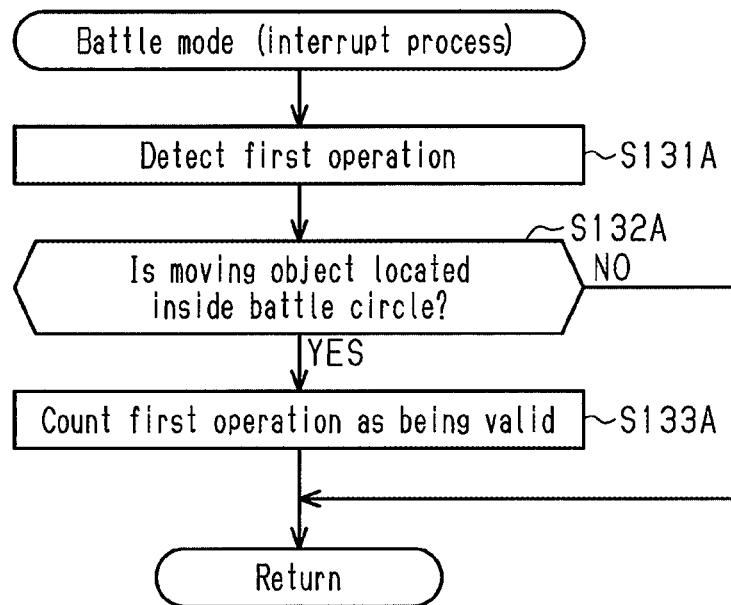 Battle mode (interrupt process)
Detect first operation
S131A
S132A
Is moving object located
inside battle circle?
NO
YES
Count first operation as being valid
S133A
Return